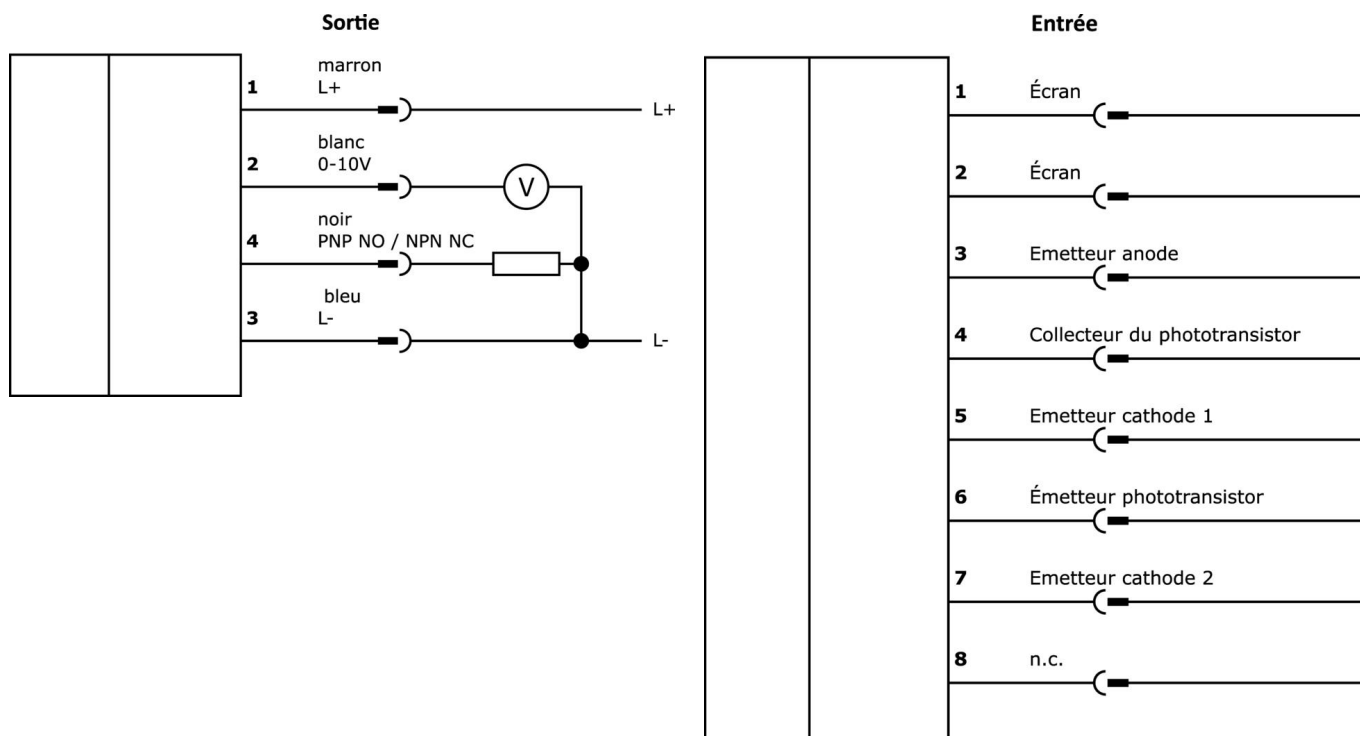 Sortie
marron
1 L+
L+
blanc
2 0-10V
V
noir
4 PNP NO / NPN NC
bleu
3 L-
L-
Entrée
1 Écran
2 Écran
3 Emetteur anode
4 Collecteur du phototransistor
5 Emetteur cathode 1
6 Émetteur phototransistor
7 Emetteur cathode 2
8 n.c.